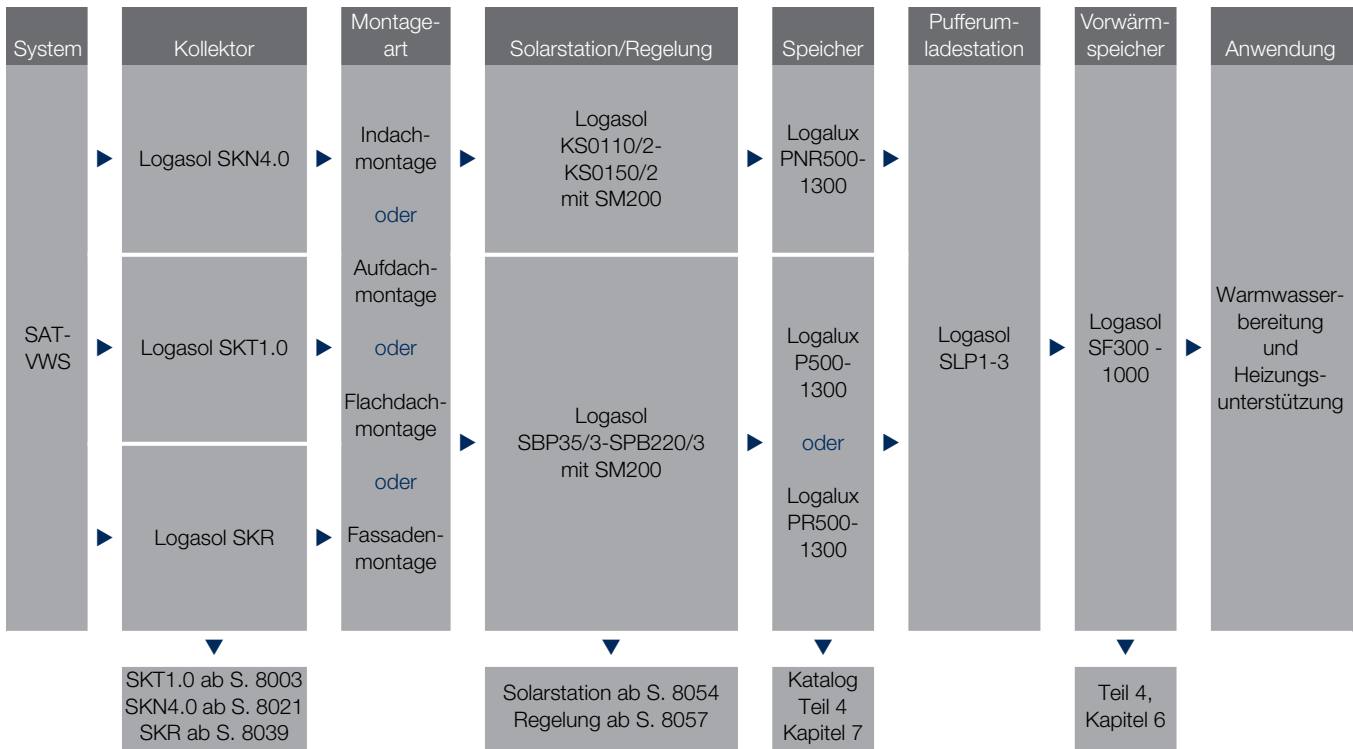 System
Kollektor
Montage-
art
Solarstation/Regelung
Speicher
Pufferum-
ladestation
Vorwärm-
speicher
Anwendung
SAT-
VWS
Logasol SKN4.0
Logasol SKT1.0
Logasol SKR
Indach-
montage
oder
Aufdach-
montage
oder
Flachdach-
montage
oder
Fassaden-
montage
Logasol
KS0110/2-
KS0150/2
mit SM200
Logasol
SBP35/3-SPB220/3
mit SM200
Logalux
PNR500-
1300
Logalux
P500-
1300
oder
Logalux
PR500-
1300
Logasol
SLP1-3
Logasol
SF300 -
1000
Warmwasser-
bereitung
und
Heizungs-
unterstützung
SKT1.0 ab S. 8003
SKN4.0 ab S. 8021
SKR ab S. 8039
Solarstation ab S. 8054
Regelung ab S. 8057
Katalog
Teil 4
Kapitel 7
Teil 4,
Kapitel 6